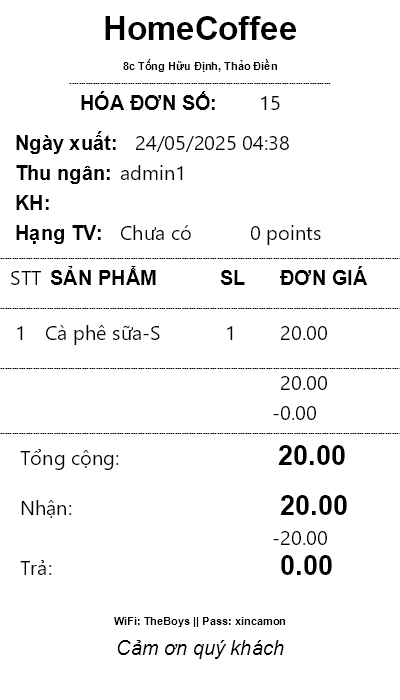 HomeCoffee
8c Tống Hữu Định, Thảo Điền
HÓA ĐƠN SỐ: 15
Ngày xuất: 24/05/2025 04:38
Thu ngân: admin1
KH:
Hạng TV: Chưa có 0 points
STT SẢN PHẨM SL ĐƠN GIÁ
1 Cà phê sữa-S 1 20.00
20.00
-0.00
Tổng cộng: 20.00
Nhận: 20.00
-20.00
Trả: 0.00
WiFi: TheBoys || Pass: xincamon
Cảm ơn quý khách